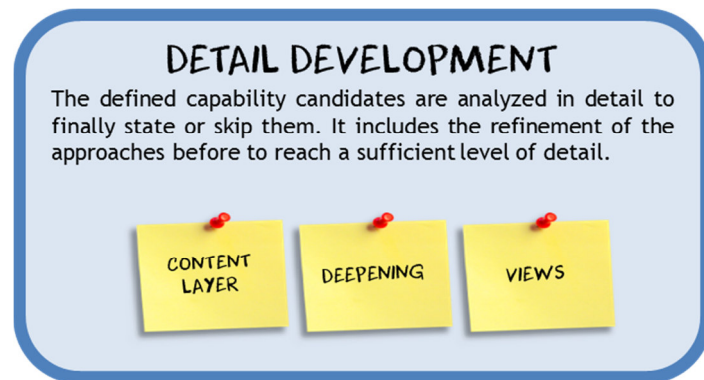 DETAIL DEVELOPMENT
The defined capability candidates are analyzed in detail to
finally state or skip them. It includes the refinement of the
approaches before to reach a sufficient level of detail.
CONTENT
LAYER
DEEPENING
VIEWS